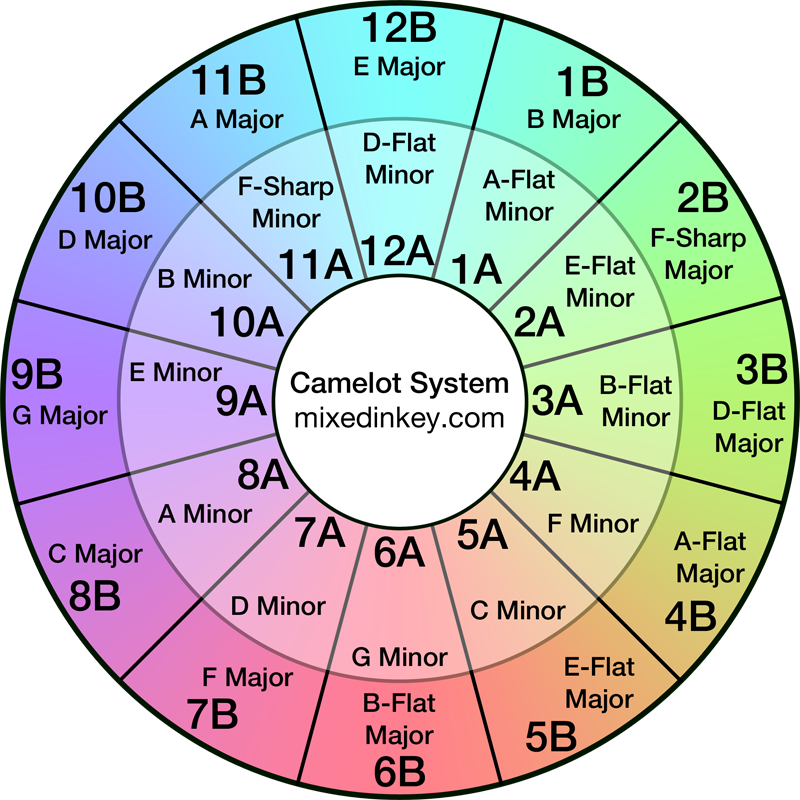 12B
E Major
1B
B Major
2B
F-Sharp
Major
3B
D-Flat
Major
A-Flat
Major
4B
E-Flat
Major
5B
B-Flat
Major
6B
F Major
7B
C Major
8B
9B
G Major
10B
D Major
11B
A Major
D-Flat
Minor
12A
A-Flat
Minor
1A
E-Flat
Minor
2A
B-Flat
Minor
3A
4A
F Minor
5A
C Minor
6A
G Minor
7A
D Minor
8A
A Minor
E Minor
9A
B Minor
10A
F-Sharp
Minor
11A
Camelot System
mixedinkey.com